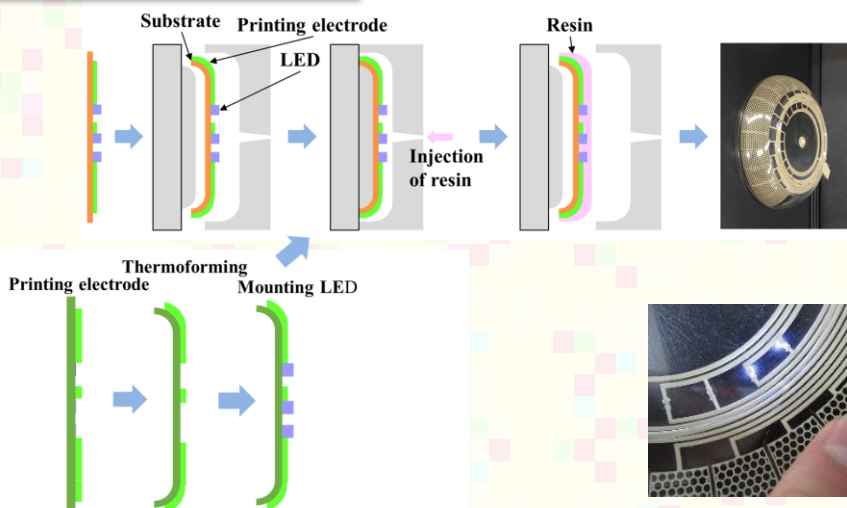 Substrate
Printing electrode
LED
Resin
Injection
of resin
Thermoforming
Printing electrode
Mounting LED